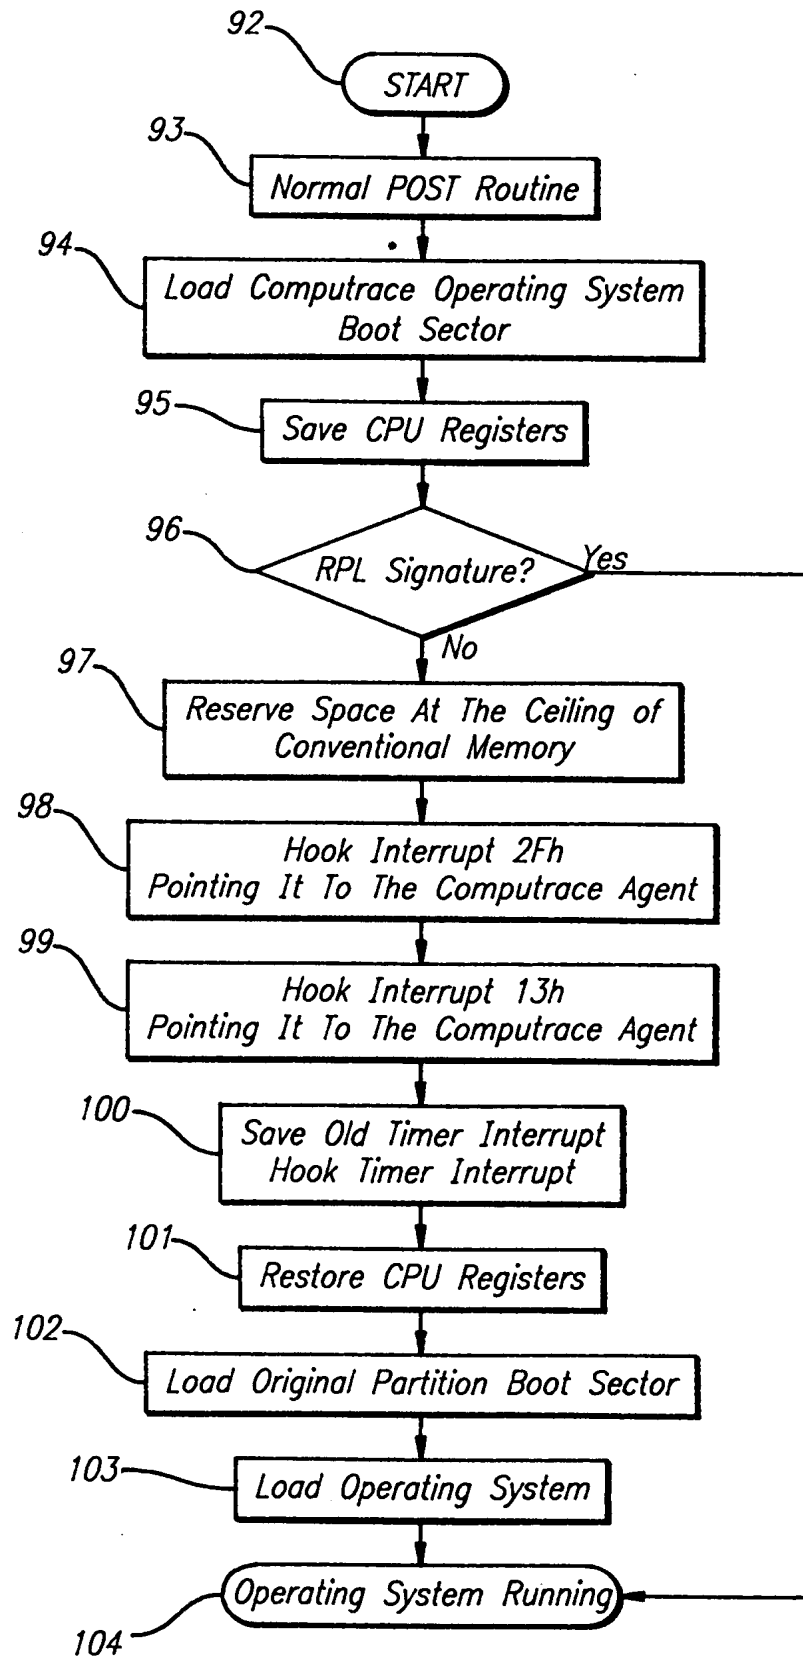 92
START
93
Normal POST Routine
94
Load Computrace Operating System
Boot Sector
95
Save CPU Registers
96
RPL Signature?
Yes
No
97
Reserve Space At The Ceiling of
Conventional Memory
98
Hook Interrupt 2Fh
Pointing It To The Computrace Agent
99
Hook Interrupt 13h
Pointing It To The Computrace Agent
100
Save Old Timer Interrupt
Hook Timer Interrupt
101
Restore CPU Registers
102
Load Original Partition Boot Sector
103
Load Operating System
Operating System Running
104